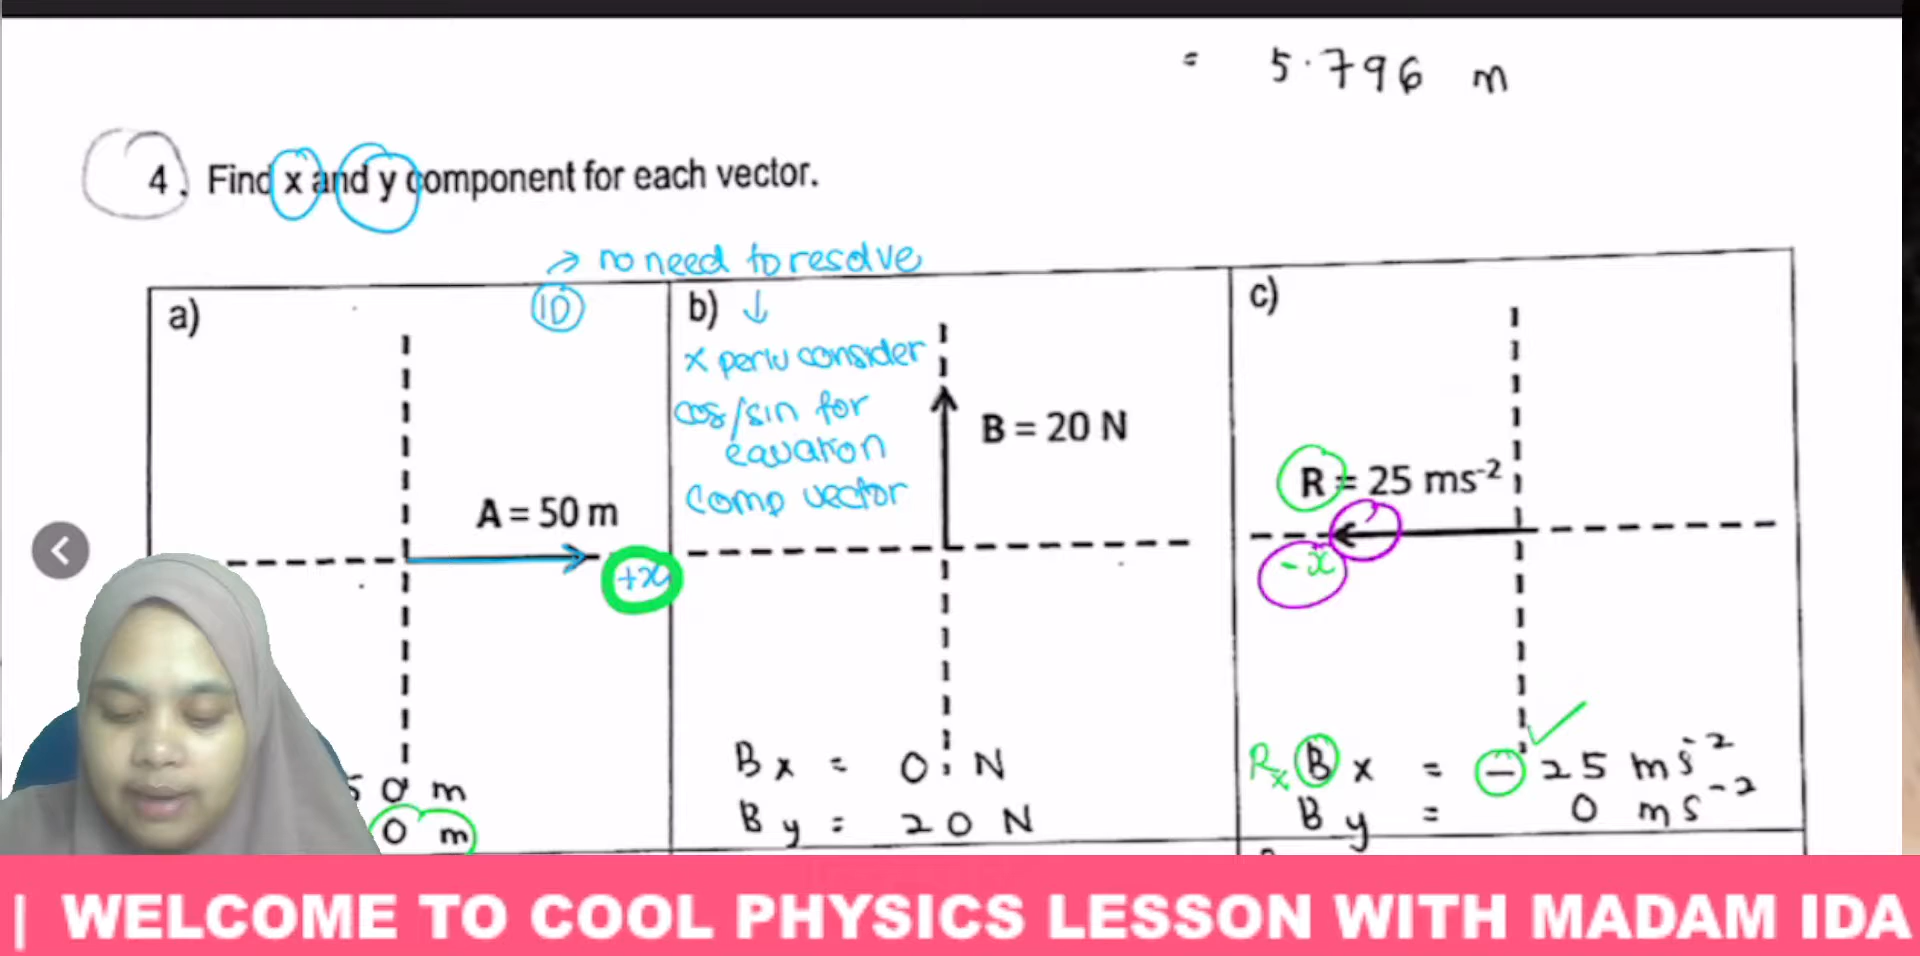 = 5.796 m
4. Find x and y component for each vector.
→ no need to resolve
1D
a)
A = 50 m
+x
50 m
0 m
b) ↓
x perlu consider
cos/sin for
equation
comp vector
B = 20 N
Bx = 0 N
By = 20 N
c)
R = 25 ms⁻²
-x
Rx Bx = -25 ms⁻²
By = 0 ms⁻²
| WELCOME TO COOL PHYSICS LESSON WITH MADAM IDA